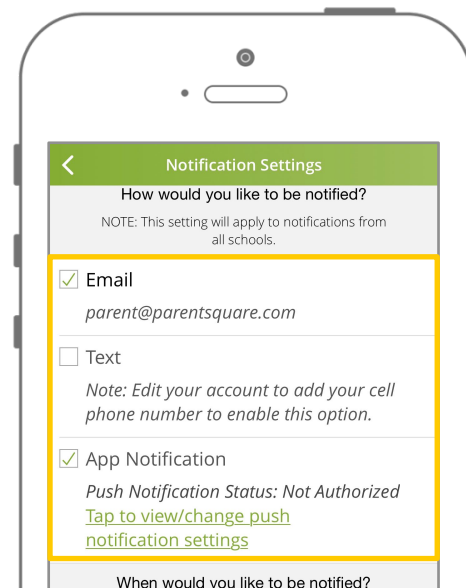 Notification Settings
How would you like to be notified?
NOTE: This setting will apply to notifications from
all schools.
Email
parent@parentsquare.com
Text
Note: Edit your account to add your cell
phone number to enable this option.
App Notification
Push Notification Status: Not Authorized
Tap to view/change push
notification settings
When would you like to be notified?